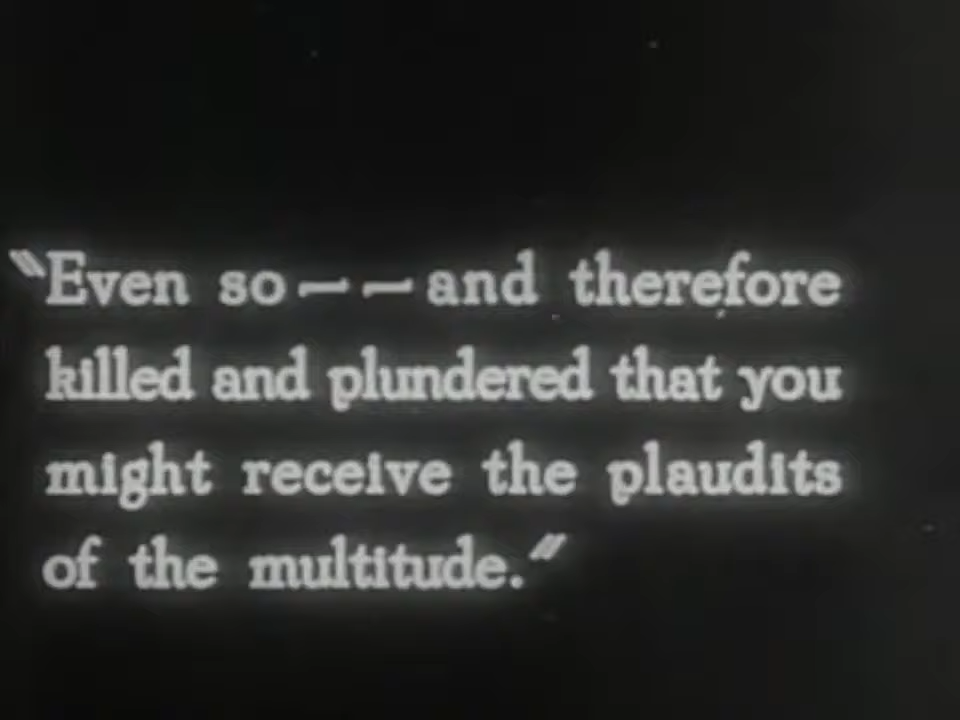 "Even so——and therefore
killed and plundered that you
might receive the plaudits
of the multitude."